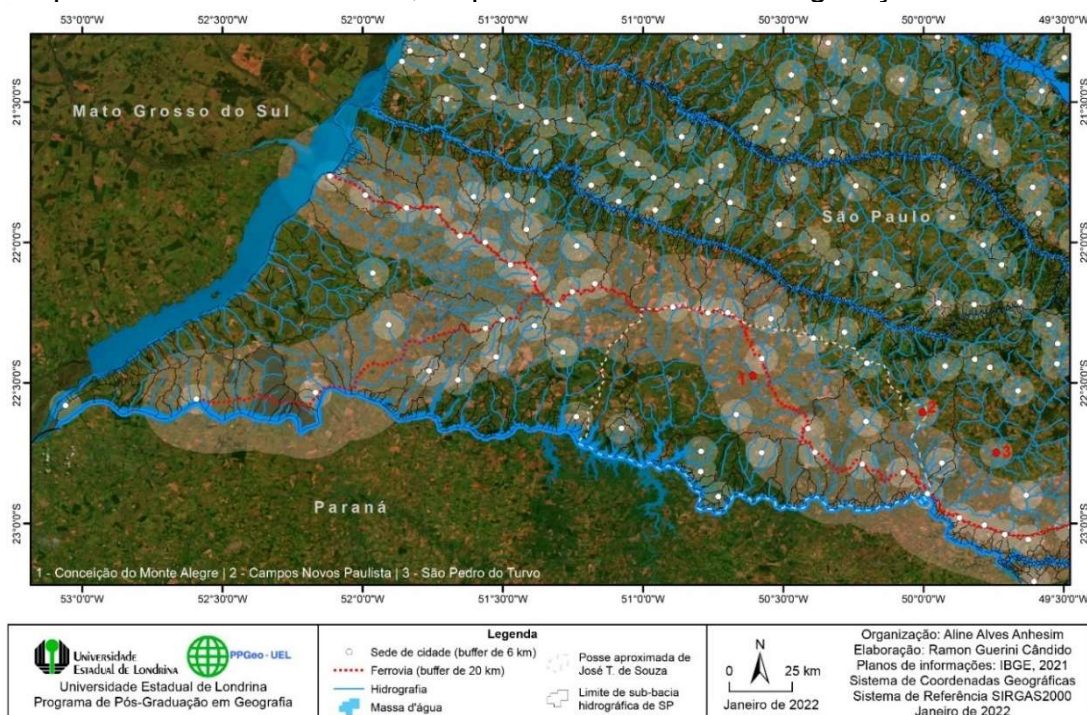 53°0'0"W 52°30'0"W 52°0'0"W 51°30'0"W 51°0'0"W 50°30'0"W 50°0'0"W 49°30'0"W
21°30'0"S
22°0'0"S
22°30'0"S
23°0'0"S
21°30'0"S
22°0'0"S
22°30'0"S
23°0'0"S
Mato Grosso do Sul
São Paulo
Paraná
1
2
3
1 - Conceição do Monte Alegre | 2 - Campos Novos Paulista | 3 - São Pedro do Turvo
53°0'0"W 52°30'0"W 52°0'0"W 51°30'0"W 51°0'0"W 50°30'0"W 50°0'0"W 49°30'0"W
Universidade
Estadual de Londrina
PPGeo - UEL
Universidade Estadual de Londrina
Programa de Pós-Graduação em Geografia
Legenda
Sede de cidade (buffer de 6 km)
Ferrovia (buffer de 20 km)
Hidrografia
Massa d'água
Posse aproximada de
José T. de Souza
Limite de sub-bacia
hidrográfica de SP
N
0 25 km
Janeiro de 2022
Organização: Aline Alves Anhesim
Elaboração: Ramon Guerini Cândido
Planos de informações: IBGE, 2021
Sistema de Coordenadas Geográficas
Sistema de Referência SIRGAS2000
Janeiro de 2022